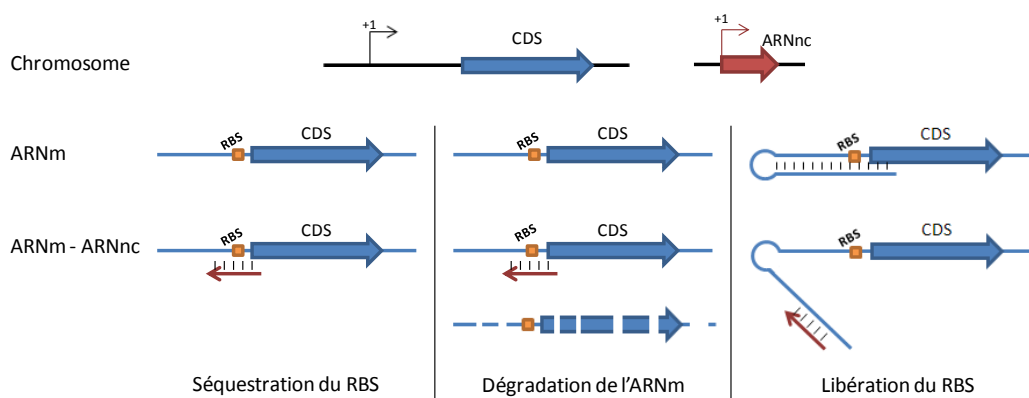 +1
CDS
+1
ARNnc
Chromosome
ARNm
RBS
CDS
RBS
CDS
RBS
CDS
ARNm - ARNnc
RBS
CDS
RBS
CDS
RBS
CDS
Séquestration du RBS
Dégradation de l'ARNm
Libération du RBS